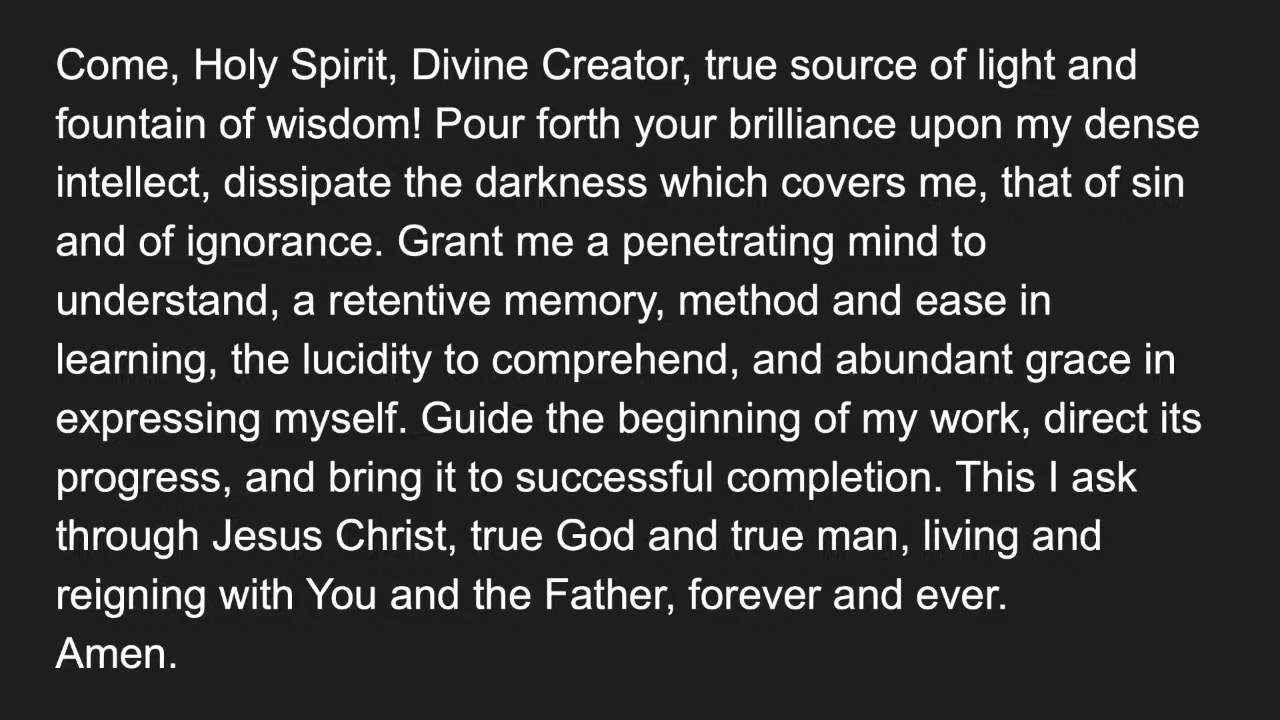 Come, Holy Spirit, Divine Creator, true source of light and
fountain of wisdom! Pour forth your brilliance upon my dense
intellect, dissipate the darkness which covers me, that of sin
and of ignorance. Grant me a penetrating mind to
understand, a retentive memory, method and ease in
learning, the lucidity to comprehend, and abundant grace in
expressing myself. Guide the beginning of my work, direct its
progress, and bring it to successful completion. This I ask
through Jesus Christ, true God and true man, living and
reigning with You and the Father, forever and ever.
Amen.